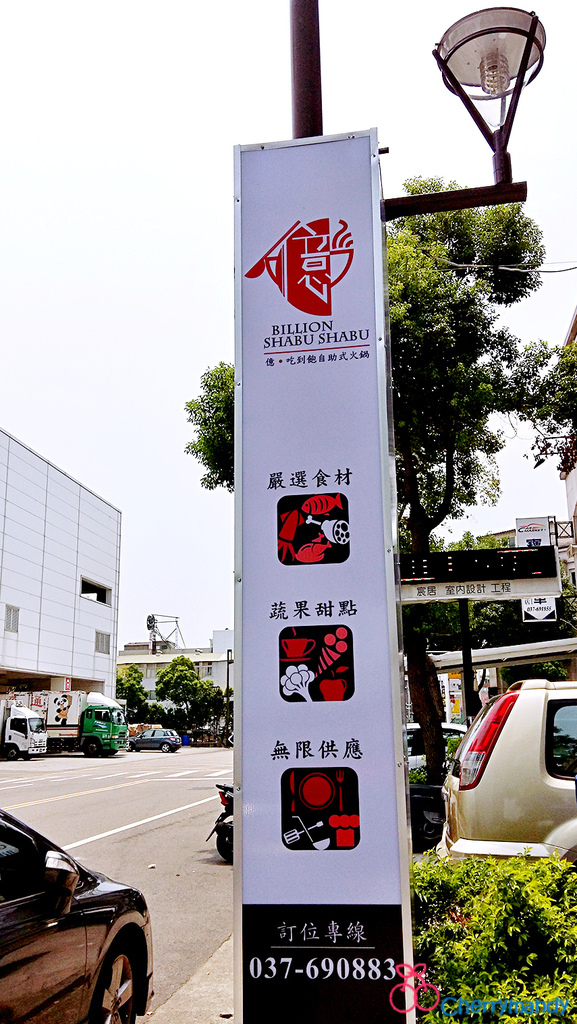 億
BILLION
SHABU SHABU
億•吃到飽自助式火鍋
嚴選食材
蔬果甜點
無限供應
訂位專線
037-690883
宸居 室內設計 工程
Cherrymandy